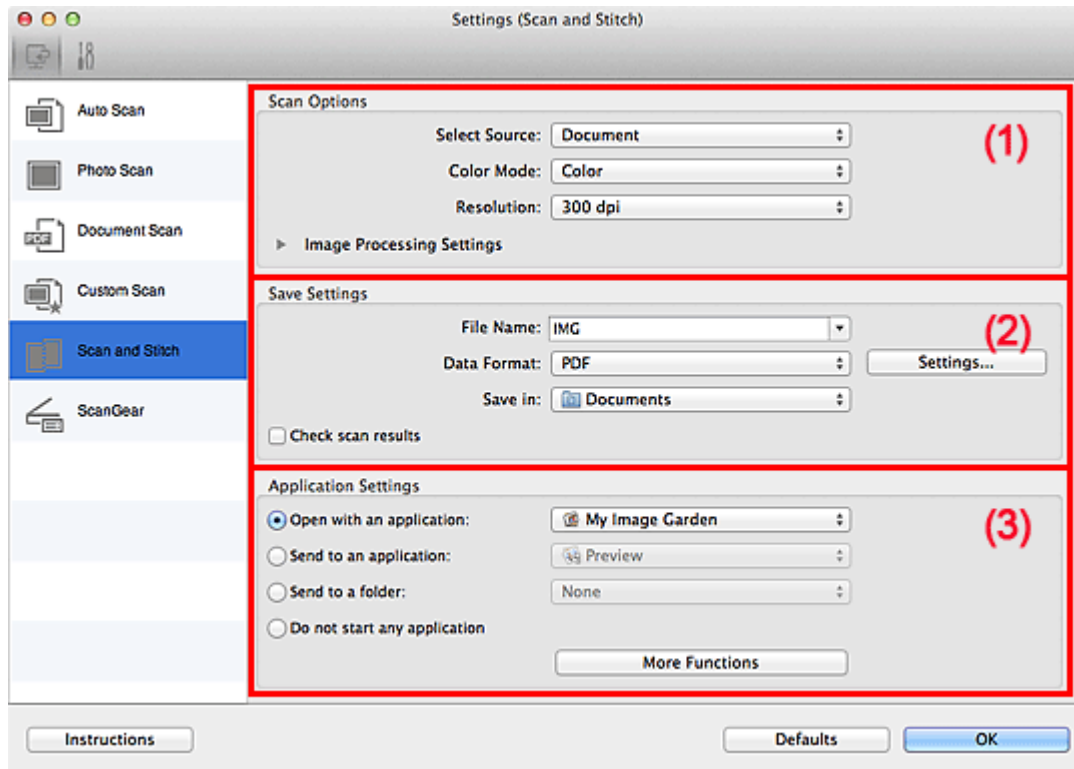 Settings (Scan and Stitch)
Auto Scan
Photo Scan
PDF
Document Scan
Custom Scan
Scan and Stitch
ScanGear
Scan Options
(1)
Select Source: Document
Color Mode: Color
Resolution: 300 dpi
Image Processing Settings
Save Settings
(2)
File Name: IMG
Data Format: PDF Settings...
Save in: Documents
Check scan results
Application Settings
(3)
Open with an application: My Image Garden
Send to an application: Preview
Send to a folder: None
Do not start any application
More Functions
Instructions Defaults OK